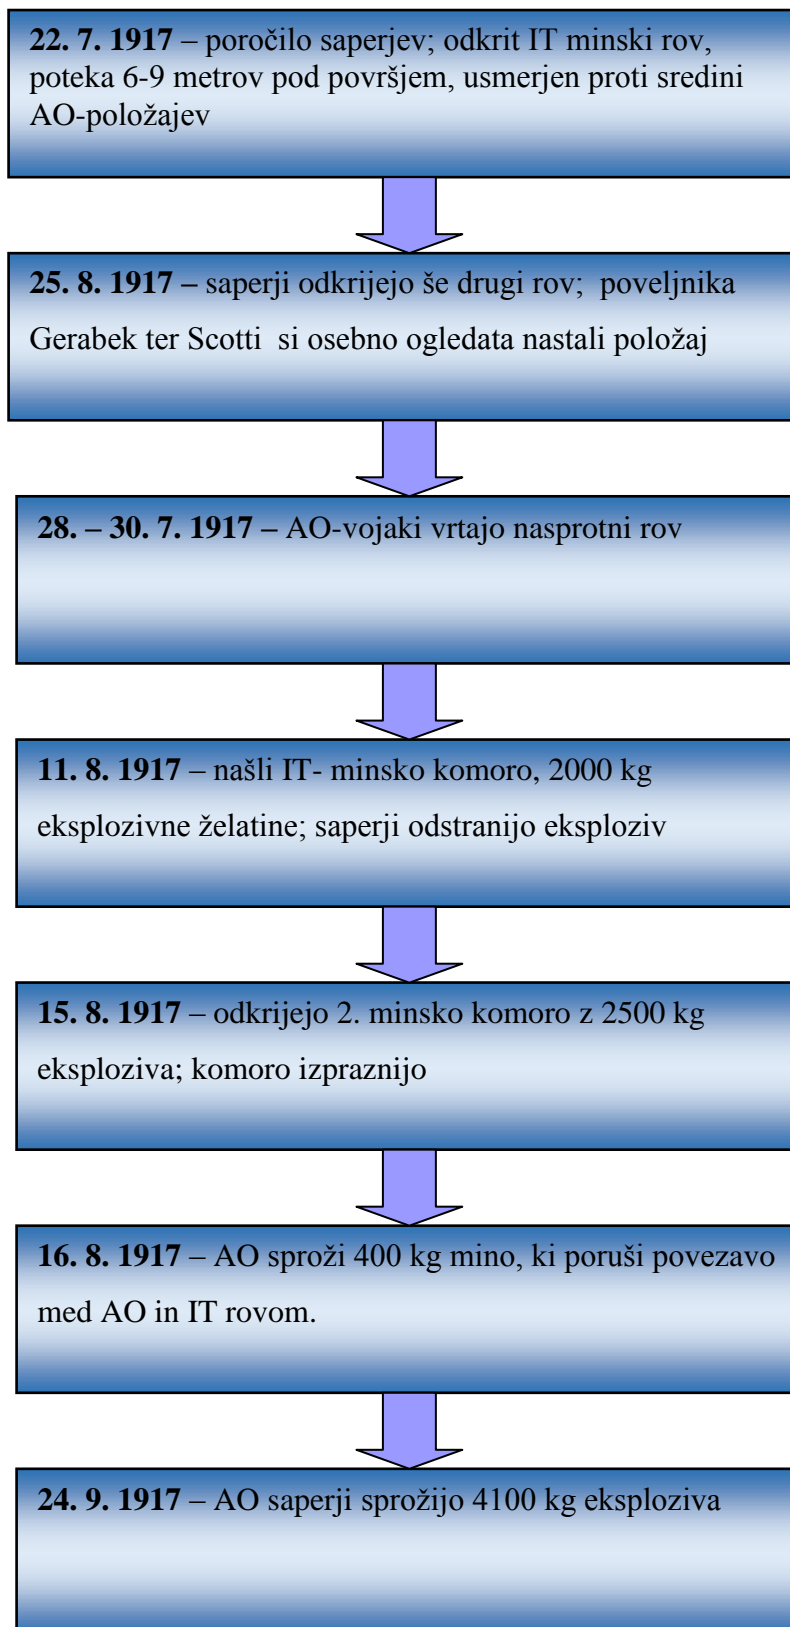 22. 7. 1917 – poročilo saperjev; odkrit IT minski rov,
poteka 6-9 metrov pod površjem, usmerjen proti sredini
AO-položajev
25. 8. 1917 – saperji odkrijejo še drugi rov;  poveljnika
Gerabek ter Scotti  si osebno ogledata nastali položaj
28. – 30. 7. 1917 – AO-vojaki vrtajo nasprotni rov
11. 8. 1917 – našli IT- minsko komoro, 2000 kg
eksplozivne želatine; saperji odstranijo eksploziv
15. 8. 1917 – odkrijejo 2. minsko komoro z 2500 kg
eksploziva; komoro izpraznijo
16. 8. 1917 – AO sproži 400 kg mino, ki poruši povezavo
med AO in IT rovom.
24. 9. 1917 – AO saperji sprožijo 4100 kg eksploziva